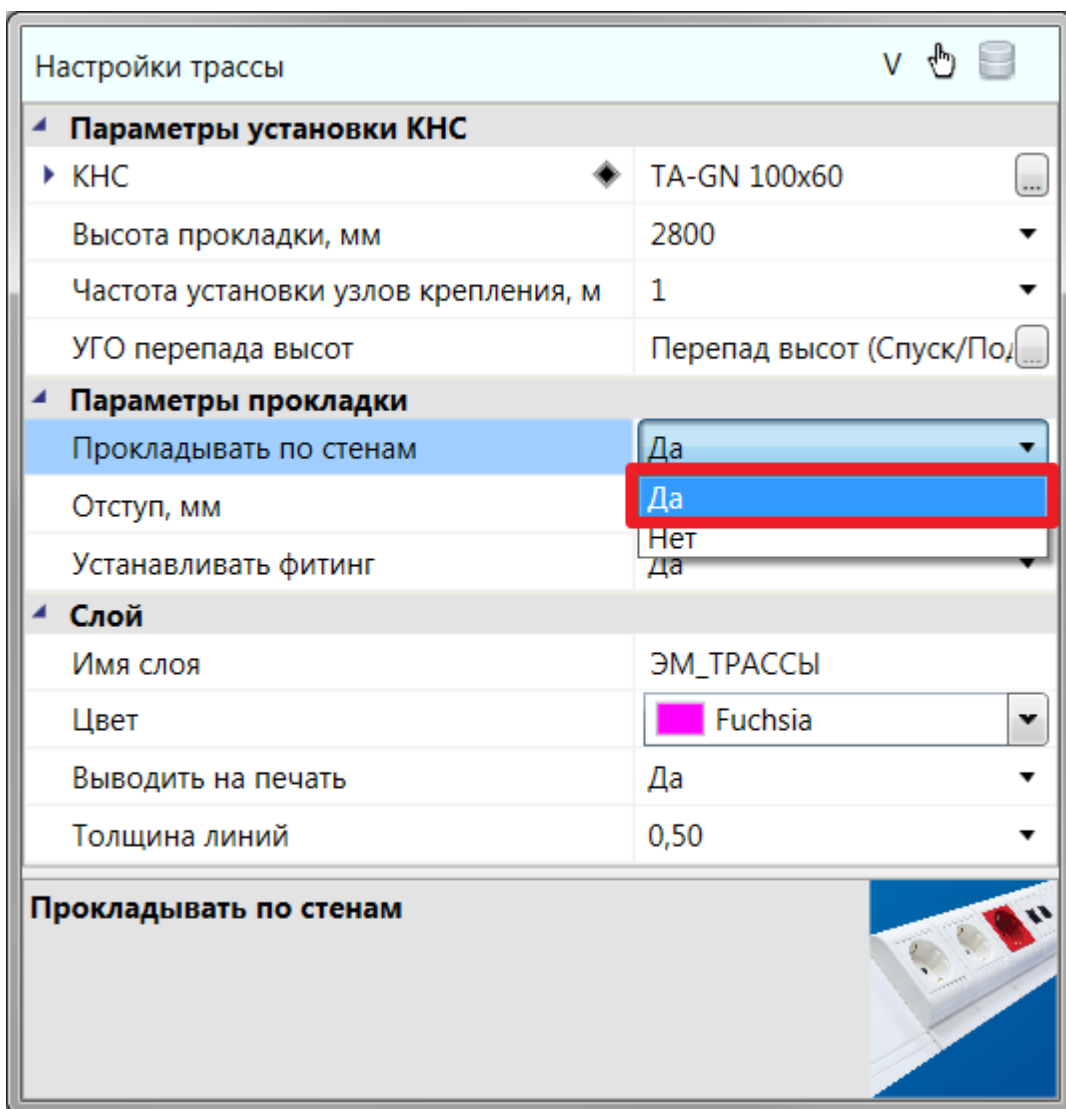 Настройки трассы V
Параметры установки КНС
КНС TA-GN 100x60 ...
Высота прокладки, мм 2800
Частота установки узлов крепления, м 1
УГО перепада высот Перепад высот (Спуск/По ...
Параметры прокладки
Прокладывать по стенам Да
Да
Отступ, мм
Нет
Устанавливать фитинг Да
Слой
Имя слоя ЭМ_ТРАССЫ
Цвет Fuchsia
Выводить на печать Да
Толщина линий 0,50
Прокладывать по стенам